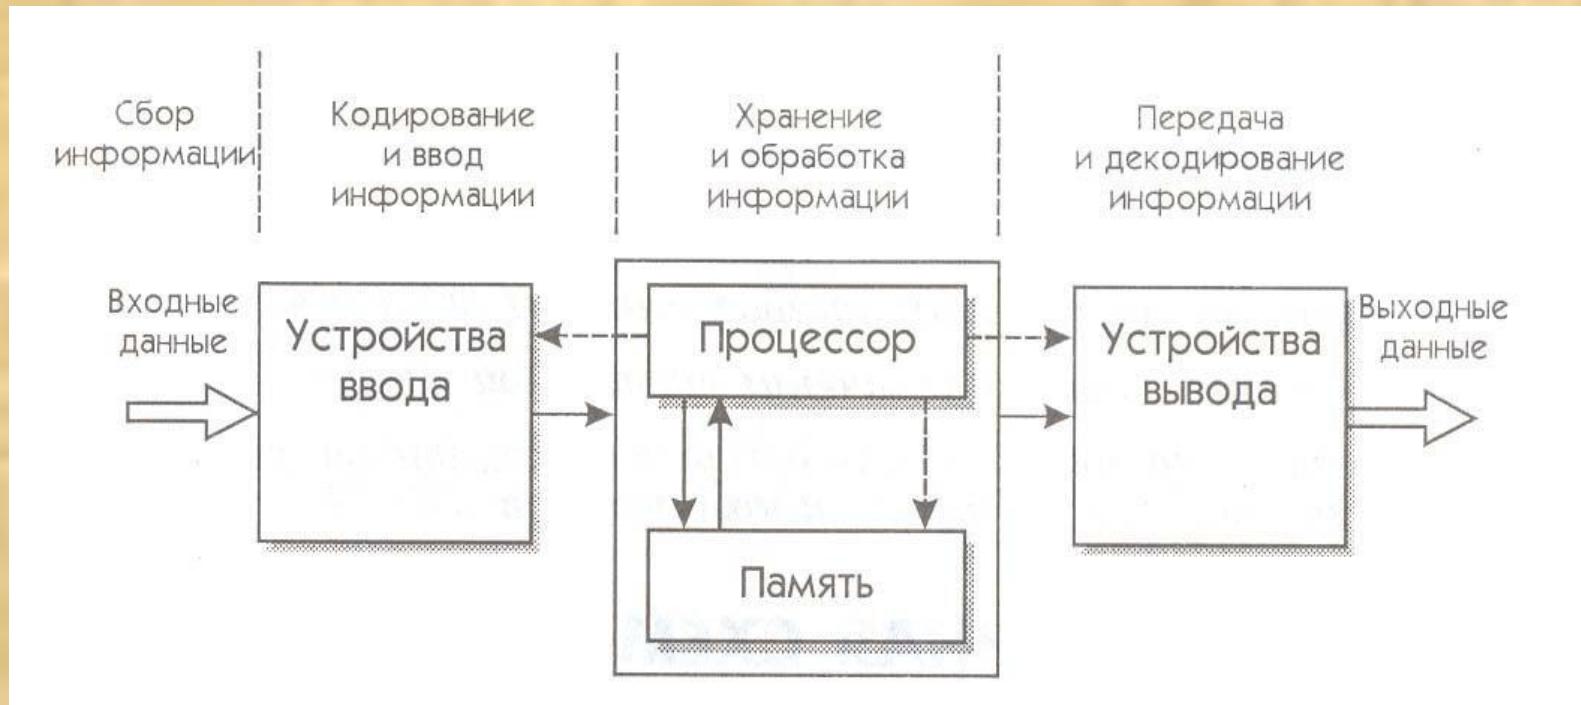 Сбор
информации
Кодирование
и ввод
информации
Хранение
и обработка
информации
Передача
и декодирование
информации
Входные
данные
Устройства
ввода
Процессор
Память
Устройства
вывода
Выходные
данные